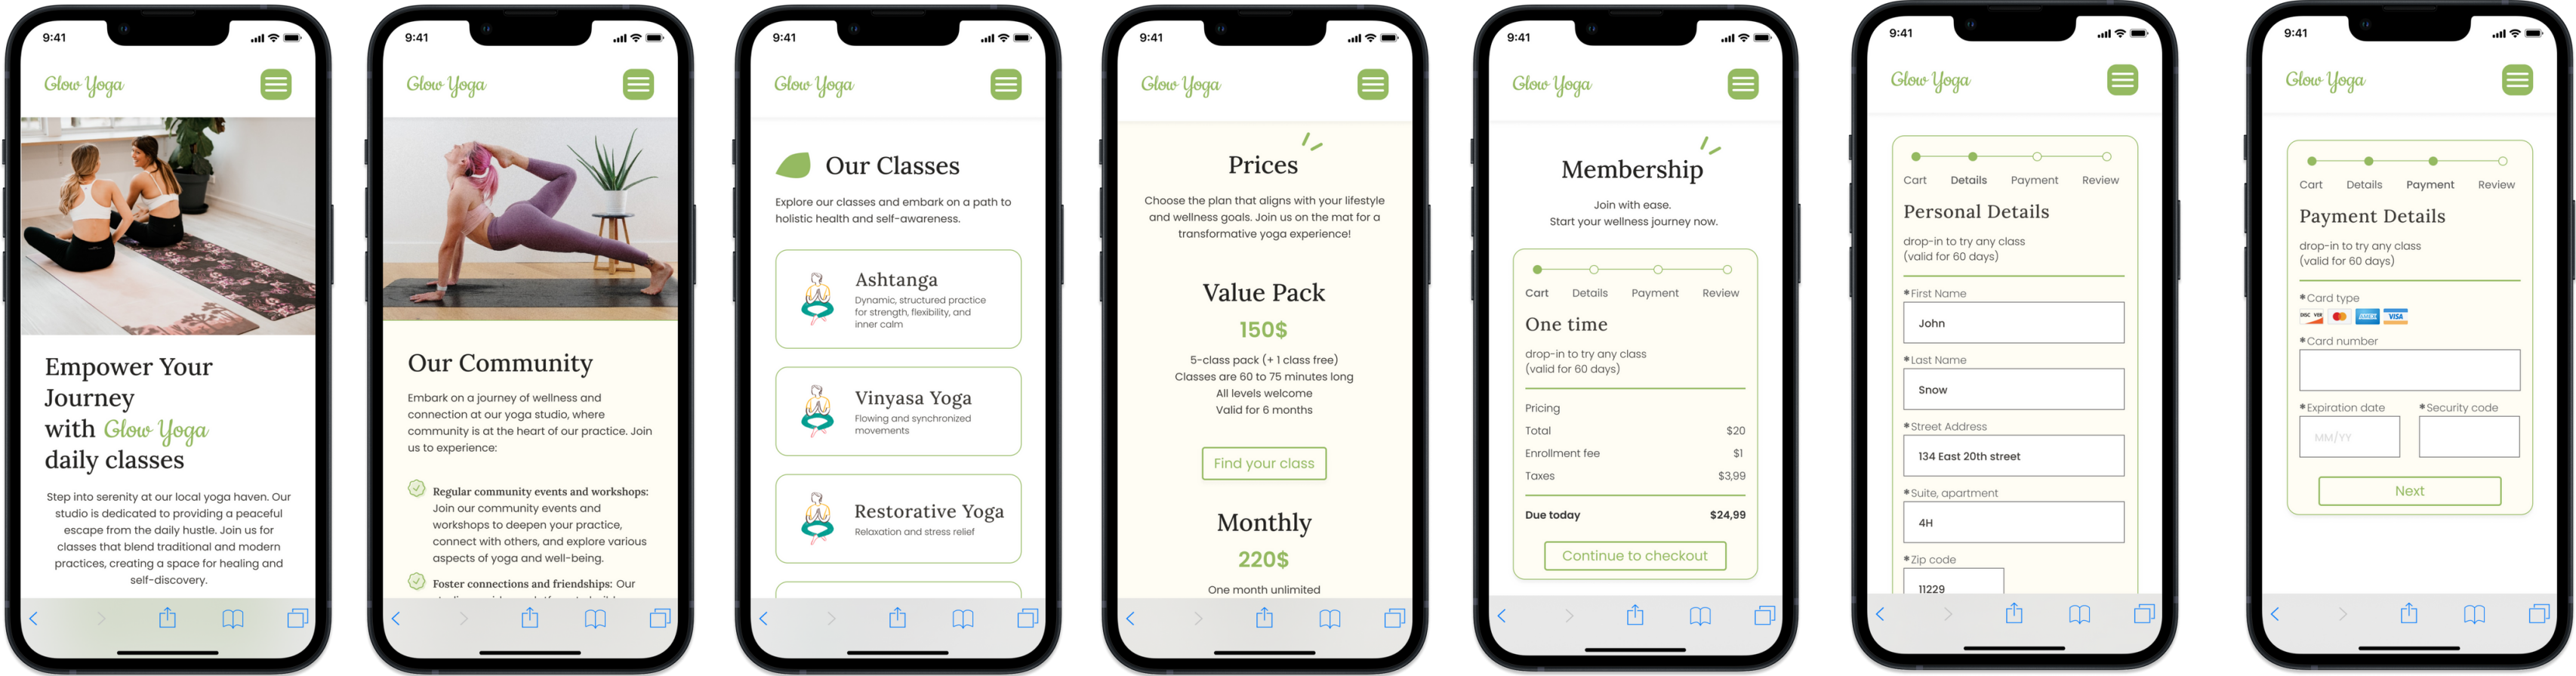 9:41
Glow Yoga
Empower Your
Journey
with Glow Yoga
daily classes
Step into serenity at our local yoga haven. Our
studio is dedicated to providing a peaceful
escape from the daily hustle. Join us for
classes that blend traditional and modern
practices, creating a space for healing and
self-discovery.
9:41
Glow Yoga
Our Community
Embark on a journey of wellness and
connection at our yoga studio, where
community is at the heart of our practice. Join
us to experience:
Regular community events and workshops:
Join our community events and
workshops to deepen your practice,
connect with others, and explore various
aspects of yoga and well-being.
Foster connections and friendships: Our
9:41
Glow Yoga
Our Classes
Explore our classes and embark on a path to
holistic health and self-awareness.
Ashtanga
Dynamic, structured practice
for strength, flexibility, and
inner calm
Vinyasa Yoga
Flowing and synchronized
movements
Restorative Yoga
Relaxation and stress relief
9:41
Glow Yoga
Prices
Choose the plan that aligns with your lifestyle
and wellness goals. Join us on the mat for a
transformative yoga experience!
Value Pack
150$
5-class pack (+ 1 class free)
Classes are 60 to 75 minutes long
All levels welcome
Valid for 6 months
Find your class
Monthly
220$
One month unlimited
9:41
Glow Yoga
Membership
Join with ease.
Start your wellness journey now.
Cart Details Payment Review
One time
drop-in to try any class
(valid for 60 days)
Pricing
Total $20
Enrollment fee $1
Taxes $3,99
Due today $24,99
Continue to checkout
9:41
Glow Yoga
Cart Details Payment Review
Personal Details
drop-in to try any class
(valid for 60 days)
*First Name
John
*Last Name
Snow
*Street Address
134 East 20th street
*Suite, apartment
4H
*Zip code
11229
9:41
Glow Yoga
Cart Details Payment Review
Payment Details
drop-in to try any class
(valid for 60 days)
*Card type
VISA
*Card number
*Expiration date *Security code
MM/YY
Next